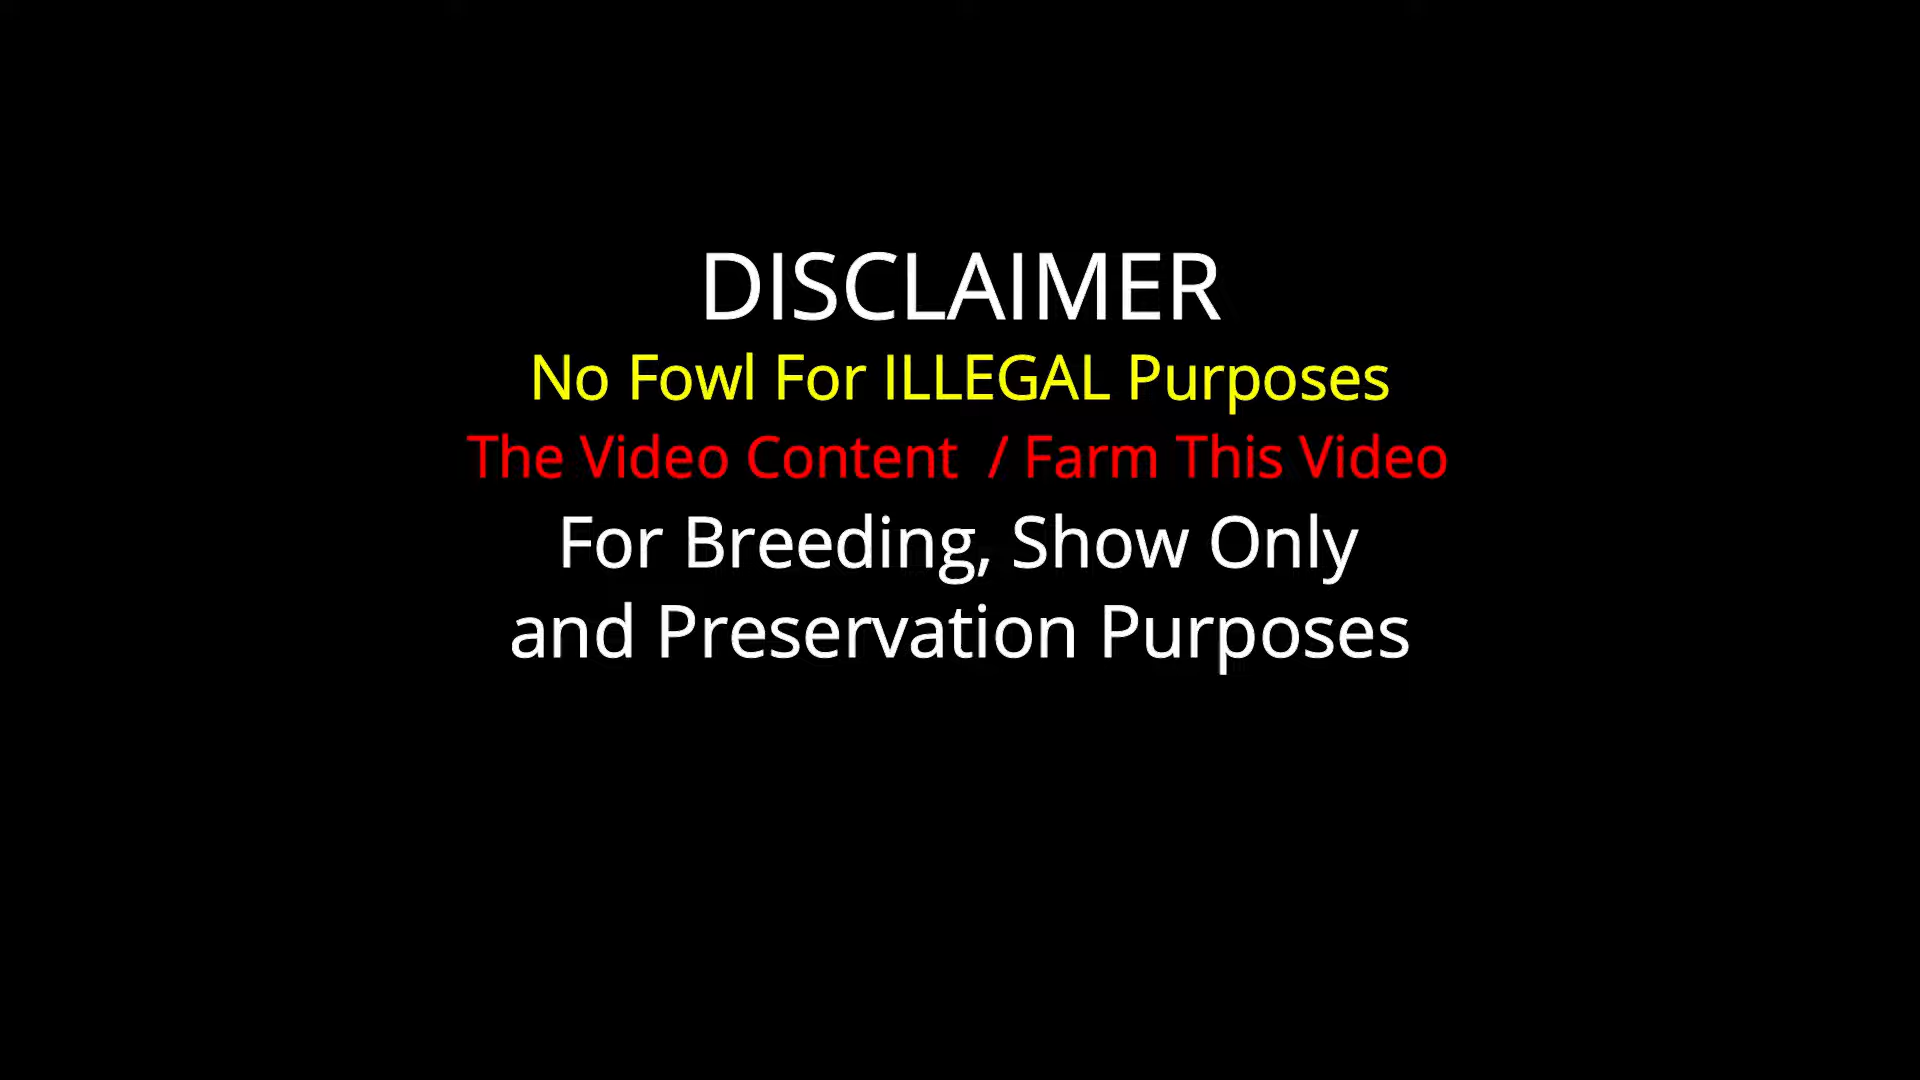 DISCLAIMER
No Fowl For ILLEGAL Purposes
The Video Content / Farm This Video
For Breeding, Show Only
and Preservation Purposes